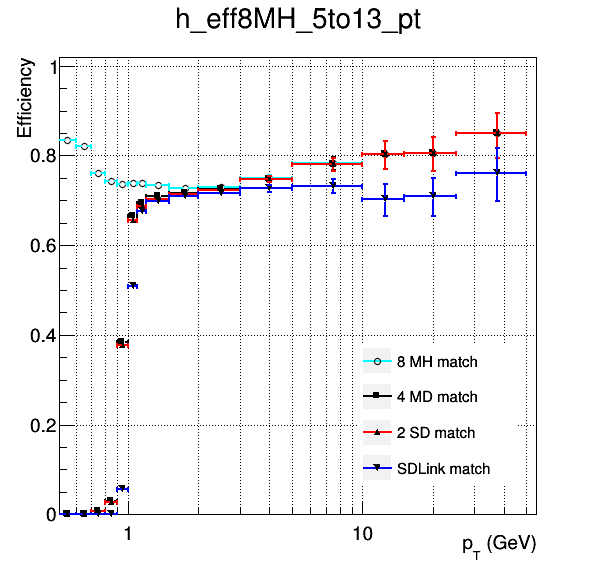 h_eff8MH_5to13_pt
Efficiency
1
0.8
0.6
0.4
0.2
0
8 MH match
4 MD match
2 SD match
SDLink match
1
10
p_T (GeV)